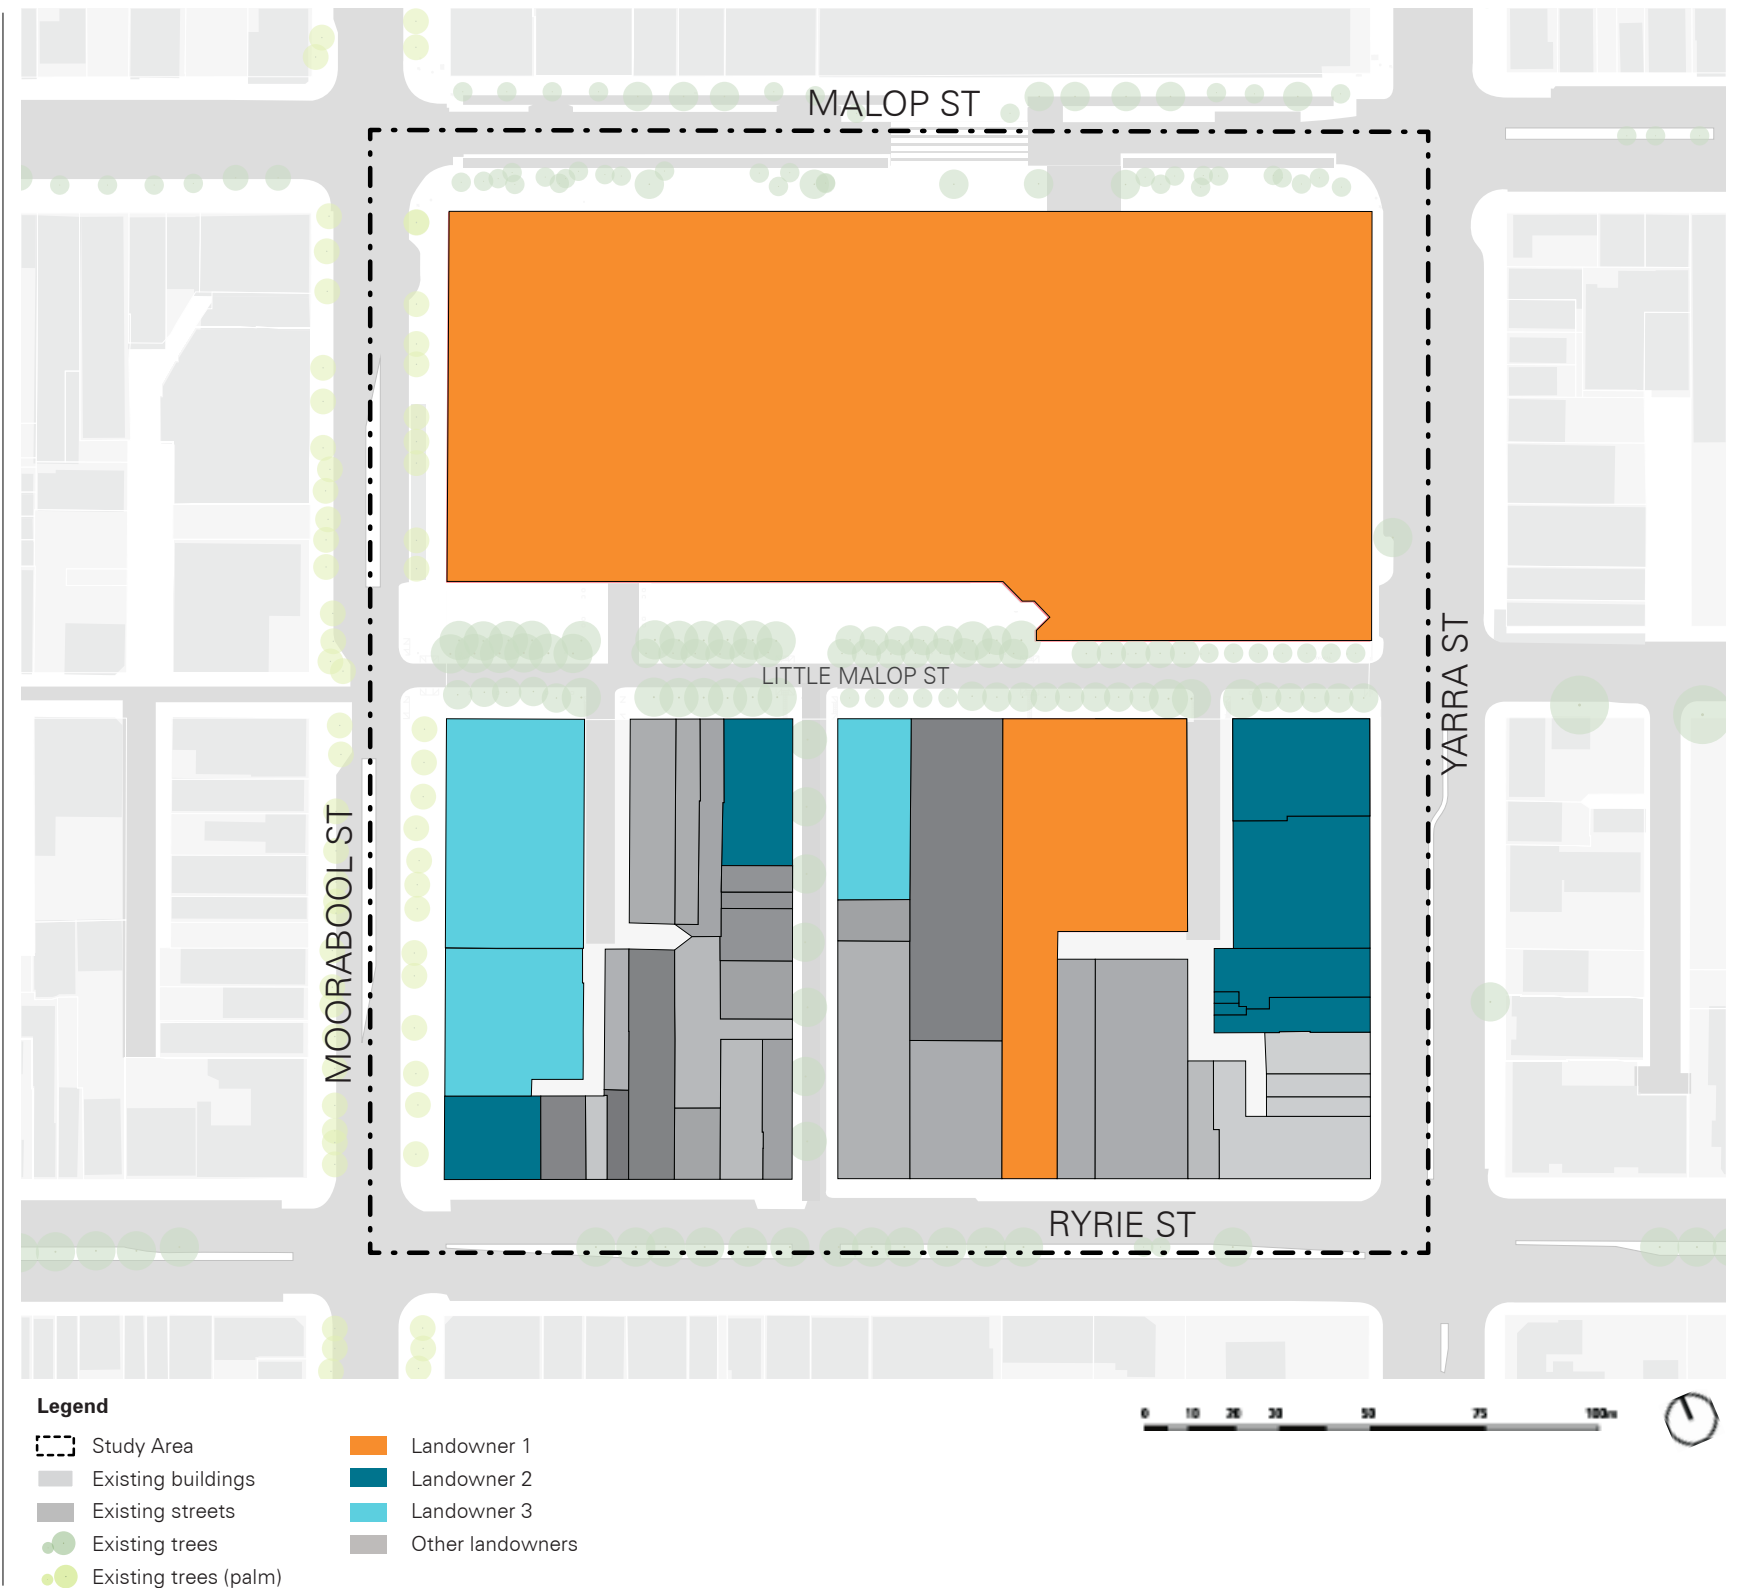 MALOP ST
LITTLE MALOP ST
YARRA ST
MOORABOOL ST
RYRIE ST
Legend
Study Area
Existing buildings
Existing streets
Existing trees
Existing trees (palm)
Landowner 1
Landowner 2
Landowner 3
Other landowners
0 10 20 30 50 75 100m